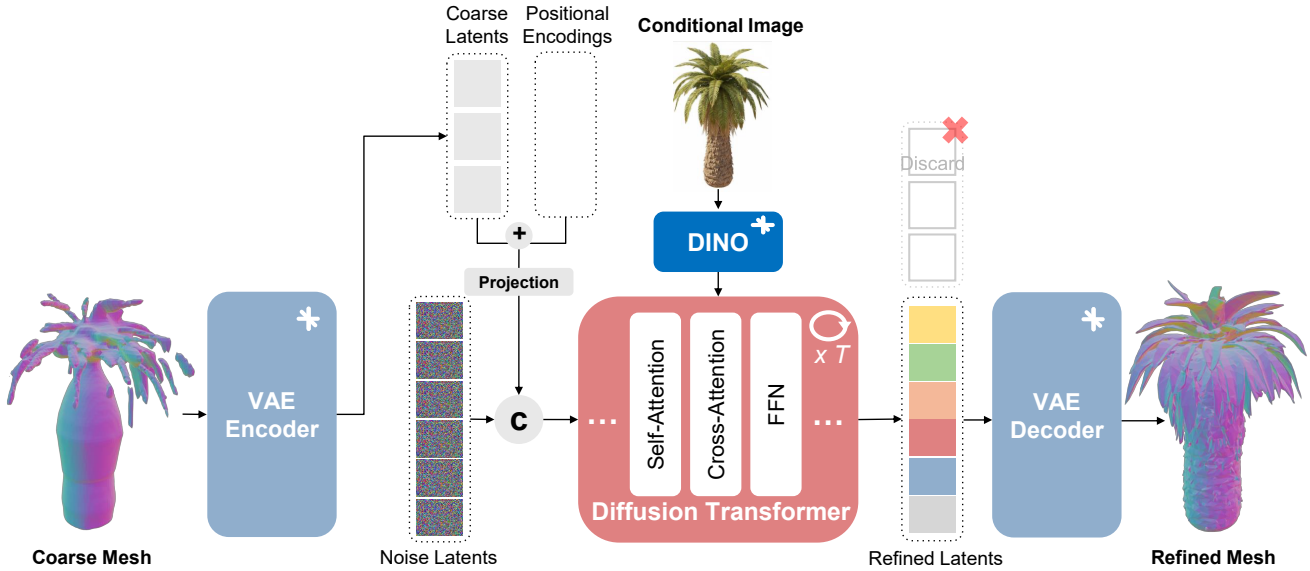 Coarse
Latents
Positional
Encodings
Conditional Image
Discard
+
DINO
Projection
VAE
Encoder
C
...
Self-Attention
Cross-Attention
FFN
x T
...
Diffusion Transformer
VAE
Decoder
Coarse Mesh
Noise Latents
Refined Latents
Refined Mesh